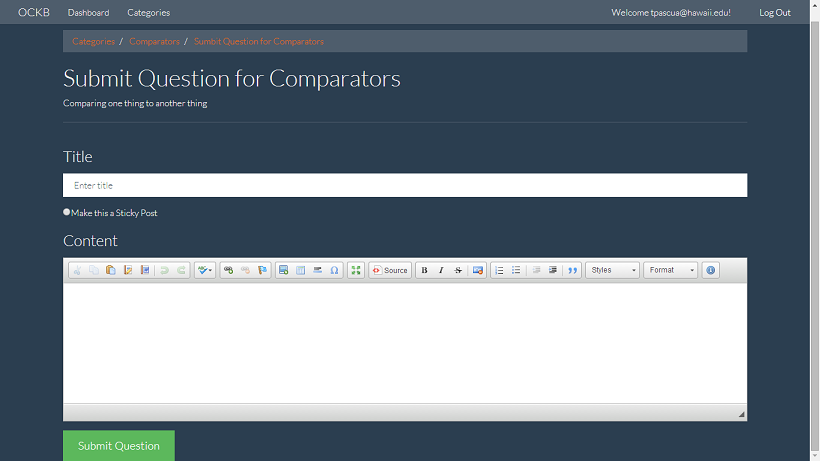 OCKB Dashboard Categories Welcome tpascua@hawaii.edu! Log Out
Categories / Comparators / Sumbit Question for Comparators
Submit Question for Comparators
Comparing one thing to another thing
Title
Enter title
Make this a Sticky Post
Content
ABC Source B I S Styles Format
Submit Question